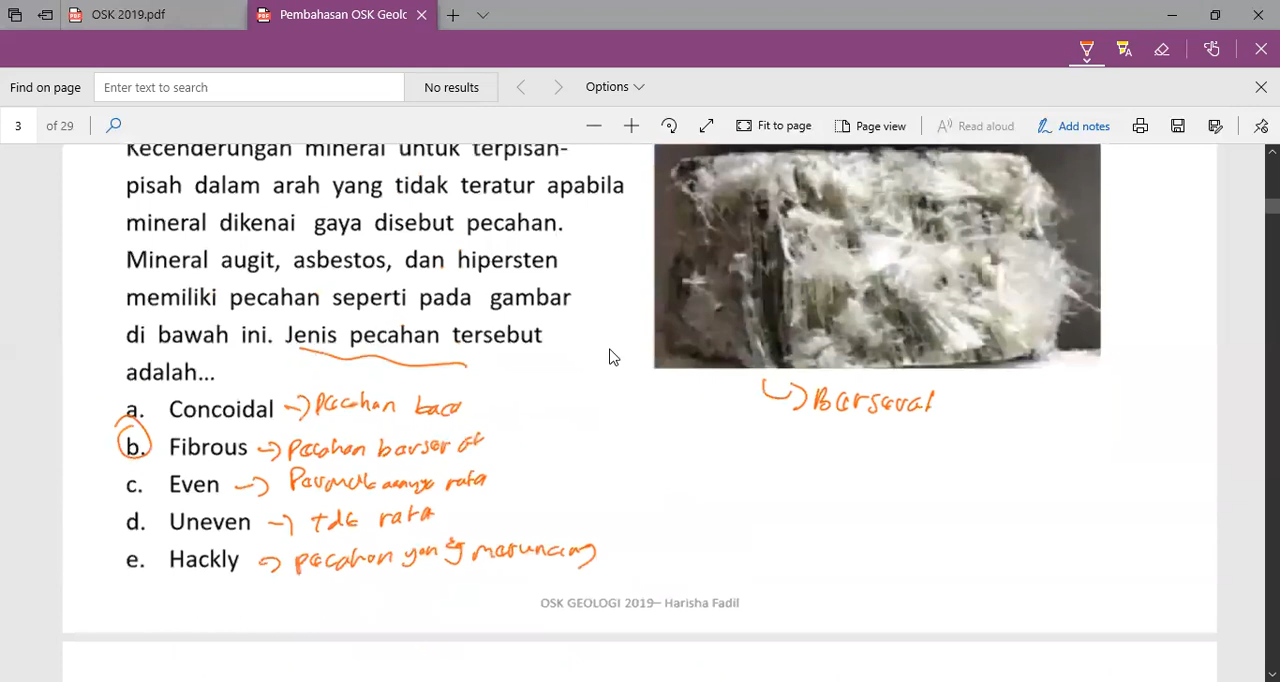 OSK 2019.pdf
Pembahasan OSK Geolo
Find on page
Enter text to search
No results
Options
3 of 29
Fit to page
Page view
Read aloud
Add notes
Kecenderungan mineral untuk terpisah-
pisah dalam arah yang tidak teratur apabila
mineral dikenai gaya disebut pecahan.
Mineral augit, asbestos, dan hipersten
memiliki pecahan seperti pada gambar
di bawah ini. Jenis pecahan tersebut
adalah...
Berserat
a. Concoidal → Pecahan kaca
b. Fibrous → Pecahan berserat
c. Even → Permukaannya rata
d. Uneven → tdk rata
e. Hackly → pecahan yang meruncing
OSK GEOLOGI 2019– Harisha Fadil